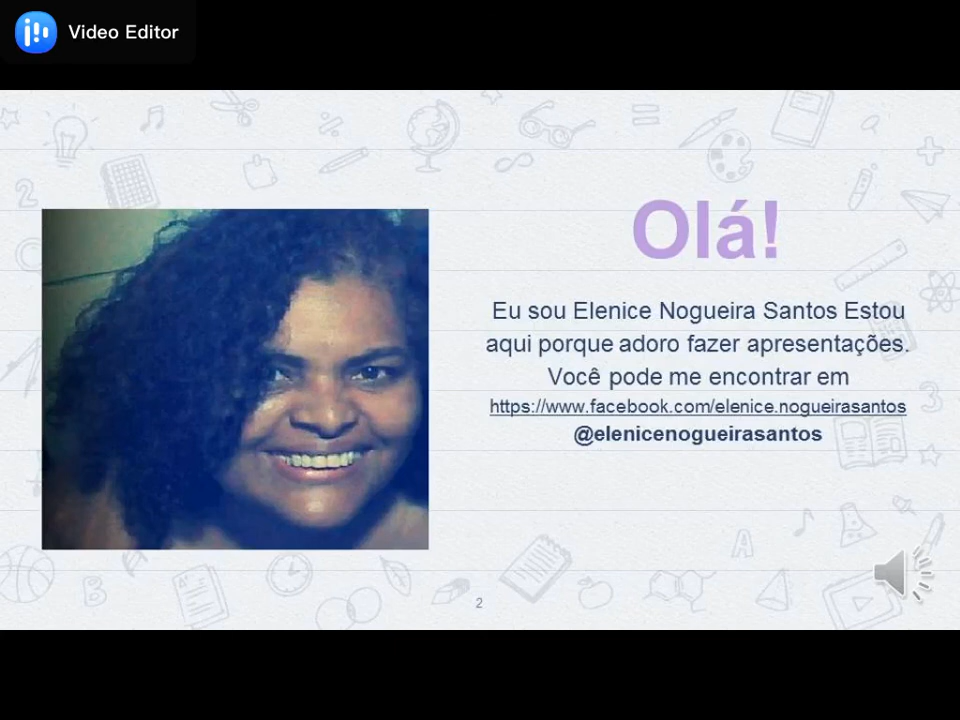 Video Editor
Olá!
Eu sou Elenice Nogueira Santos Estou
aqui porque adoro fazer apresentações.
Você pode me encontrar em
https://www.facebook.com/elenice.nogueirasantos
@elenicenogueirasantos
2